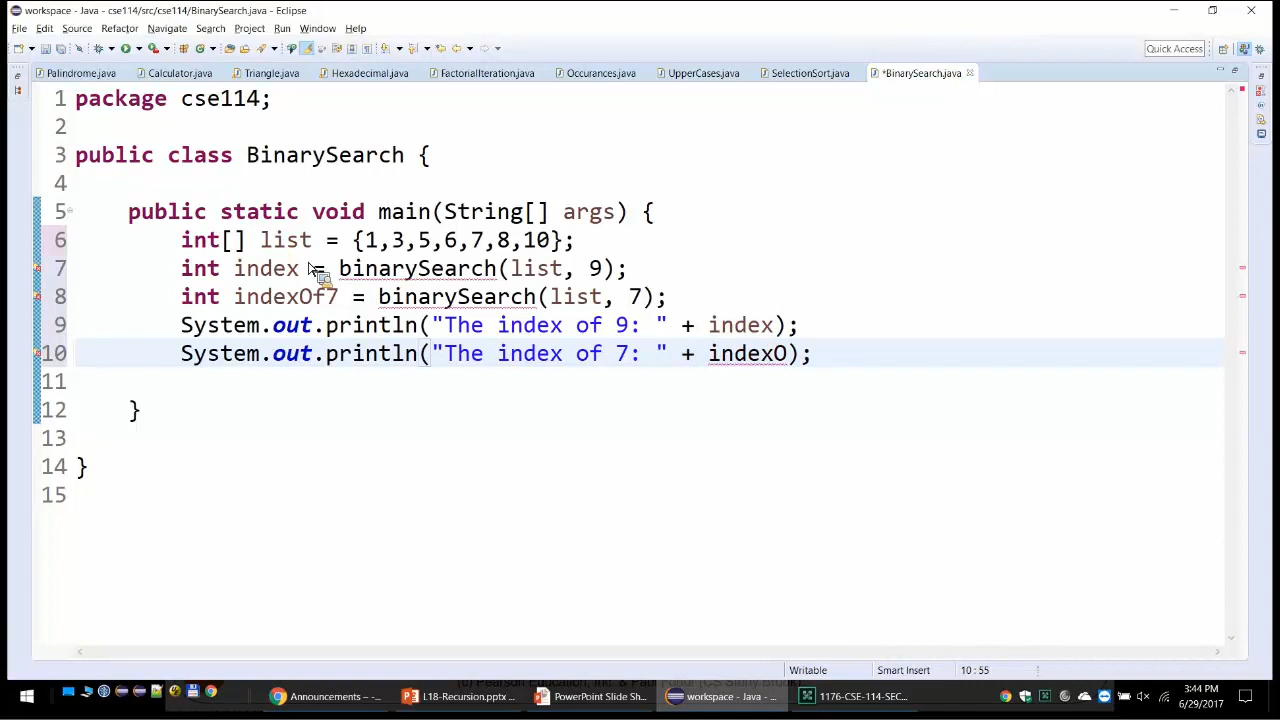 workspace - Java - cse114/src/cse114/BinarySearch.java - Eclipse
File Edit Source Refactor Navigate Search Project Run Window Help
Quick Access
Palindrome.java Calculator.java Triangle.java Hexadecimal.java FactorialIteration.java Occurances.java UpperCases.java SelectionSort.java *BinarySearch.java
1 package cse114;
2
3 public class BinarySearch {
4
5 public static void main(String[] args) {
6 int[] list = {1,3,5,6,7,8,10};
7 int index = binarySearch(list, 9);
8 int indexOf7 = binarySearch(list, 7);
9 System.out.println("The index of 9: " + index);
10 System.out.println("The index of 7: " + indexO);
11
12 }
13
14 }
15
Writable Smart Insert 10 : 55
Announcements – ... L18-Recursion.pptx ... PowerPoint Slide Sh... workspace - Java - ... 1176-CSE-114-SEC...
3:44 PM
6/29/2017